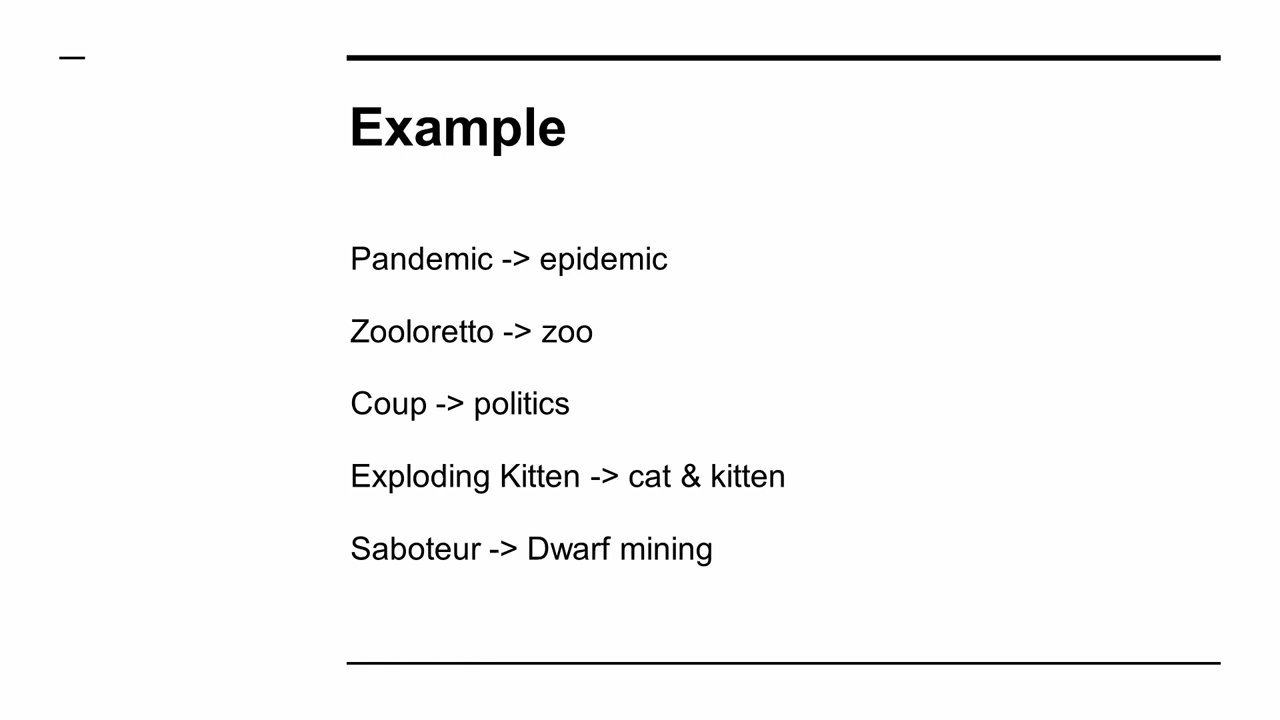 Example
Pandemic -> epidemic
Zooloretto -> zoo
Coup -> politics
Exploding Kitten -> cat & kitten
Saboteur -> Dwarf mining